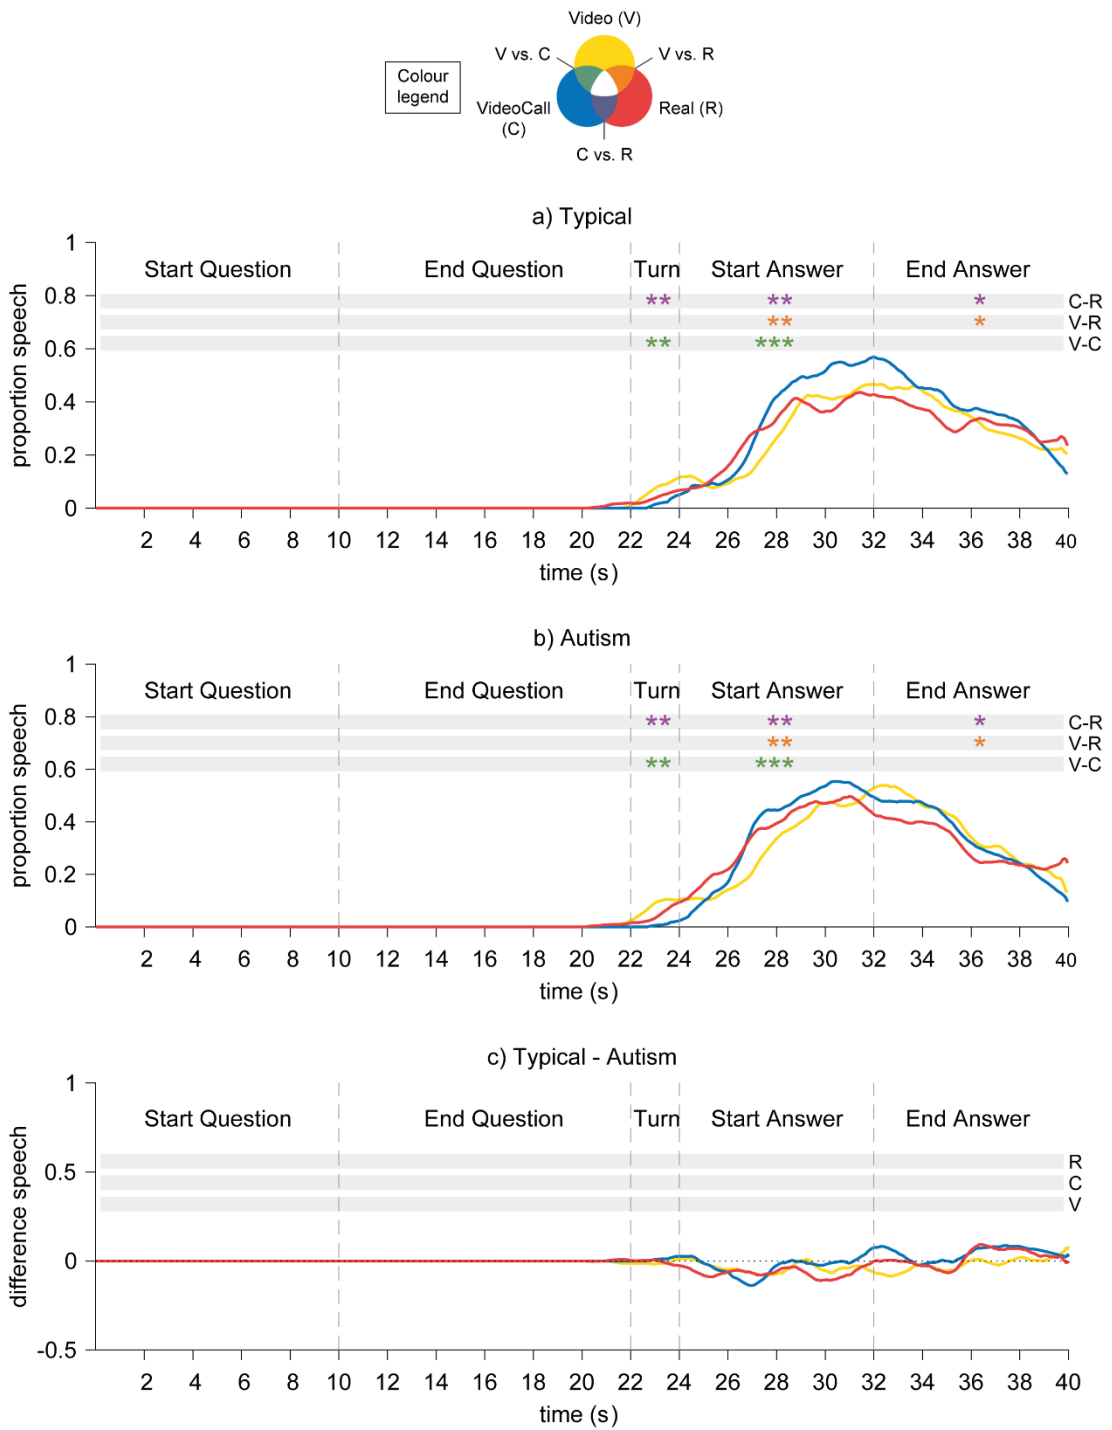 Video (V)
V vs. C
V vs. R
Colour
legend
VideoCall
(C)
Real (R)
C vs. R
a) Typical
proportion speech
1
0.8
0.6
0.4
0.2
0
Start Question
End Question
Turn
Start Answer
End Answer
** ** * C-R
** * V-R
** *** V-C
2 4 6 8 10 12 14 16 18 20 22 24 26 28 30 32 34 36 38 40
time (s)
b) Autism
proportion speech
1
0.8
0.6
0.4
0.2
0
Start Question
End Question
Turn
Start Answer
End Answer
** ** * C-R
** * V-R
** *** V-C
2 4 6 8 10 12 14 16 18 20 22 24 26 28 30 32 34 36 38 40
time (s)
c) Typical - Autism
difference speech
1
0.5
0
-0.5
Start Question
End Question
Turn
Start Answer
End Answer
R
C
V
2 4 6 8 10 12 14 16 18 20 22 24 26 28 30 32 34 36 38 40
time (s)